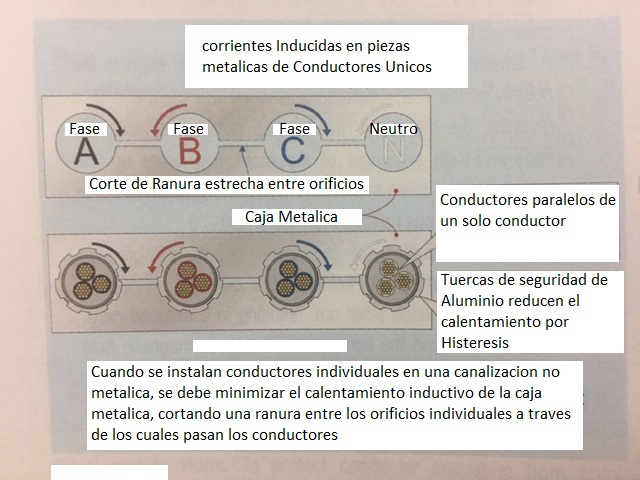 corrientes Inducidas en piezas
metalicas de Conductores Unicos
Fase Fase Fase Neutro
A B C N
Corte de Ranura estrecha entre orificios
Caja Metalica
Conductores paralelos de
un solo conductor
Tuercas de seguridad de
Aluminio reducen el
calentamiento por
Histeresis
Cuando se instalan conductores individuales en una canalizacion no
metalica, se debe minimizar el calentamiento inductivo de la caja
metalica, cortando una ranura entre los orificios individuales a traves
de los cuales pasan los conductores